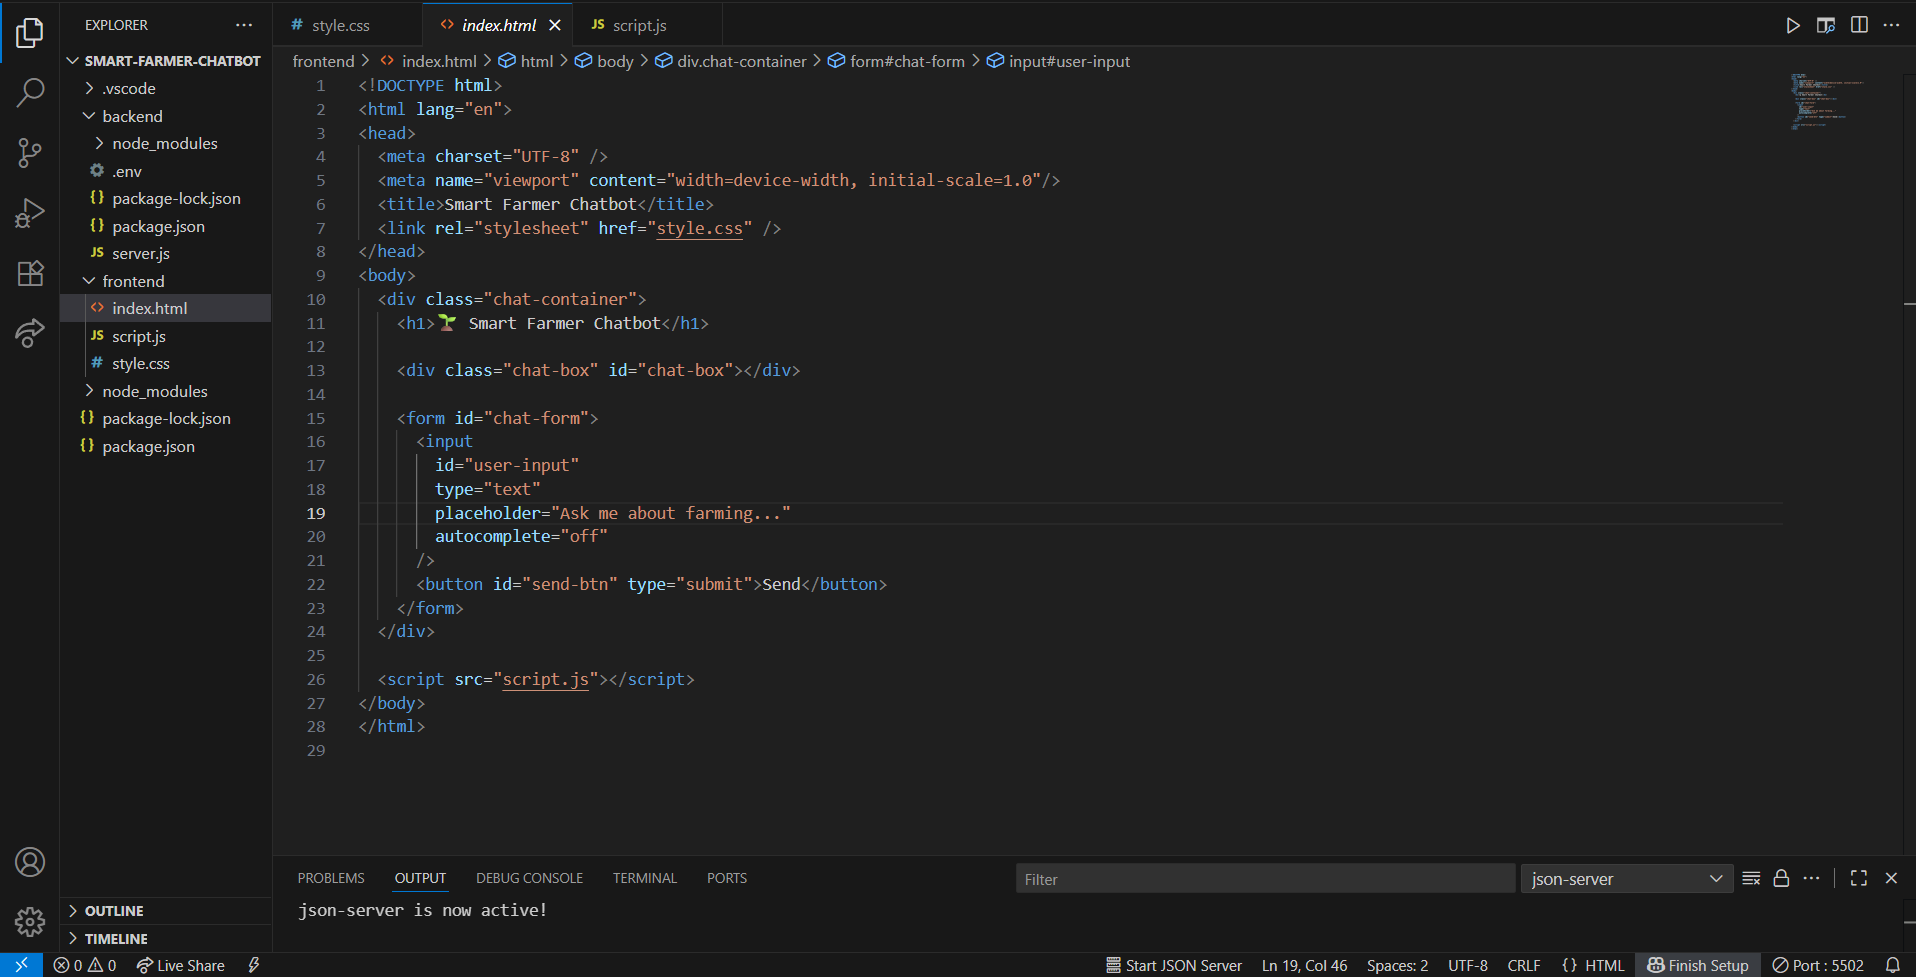 EXPLORER
SMART-FARMER-CHATBOT
.vscode
backend
node_modules
.env
package-lock.json
package.json
server.js
frontend
index.html
script.js
style.css
node_modules
package-lock.json
package.json
OUTLINE
TIMELINE
# style.css
<> index.html
JS script.js
frontend > <> index.html > html > body > div.chat-container > form#chat-form > input#user-input
1 <!DOCTYPE html>
2 <html lang="en">
3 <head>
4 <meta charset="UTF-8" />
5 <meta name="viewport" content="width=device-width, initial-scale=1.0"/>
6 <title>Smart Farmer Chatbot</title>
7 <link rel="stylesheet" href="style.css" />
8 </head>
9 <body>
10 <div class="chat-container">
11 <h1>🌱 Smart Farmer Chatbot</h1>
12
13 <div class="chat-box" id="chat-box"></div>
14
15 <form id="chat-form">
16 <input
17 id="user-input"
18 type="text"
19 placeholder="Ask me about farming..."
20 autocomplete="off"
21 />
22 <button id="send-btn" type="submit">Send</button>
23 </form>
24 </div>
25
26 <script src="script.js"></script>
27 </body>
28 </html>
29
PROBLEMS OUTPUT DEBUG CONSOLE TERMINAL PORTS
Filter
json-server
json-server is now active!
0 0 Live Share
Start JSON Server Ln 19, Col 46 Spaces: 2 UTF-8 CRLF {} HTML Finish Setup Port : 5502